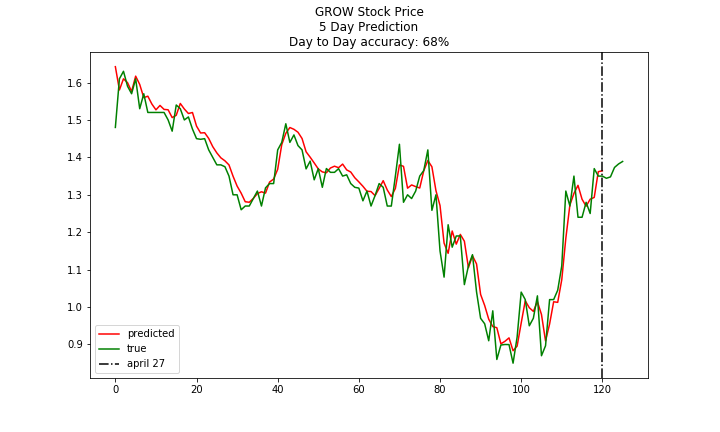 GROW Stock Price
5 Day Prediction
Day to Day accuracy: 68%
1.6
1.5
1.4
1.3
1.2
1.1
1.0
0.9
predicted
true
april 27
0 20 40 60 80 100 120